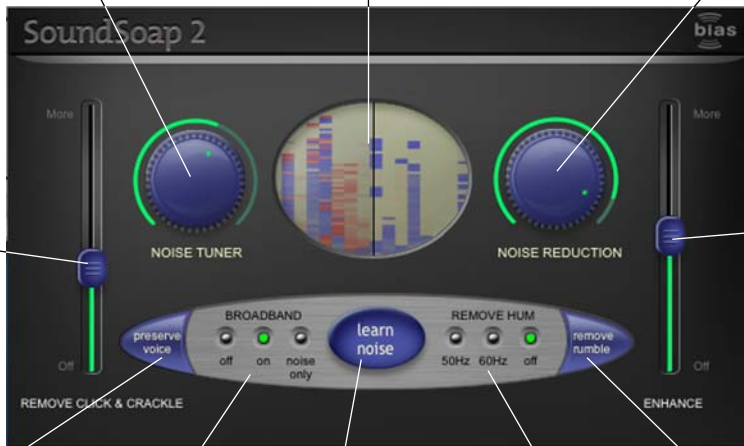 SoundSoap 2
bias
More
More
NOISE TUNER
NOISE REDUCTION
BROADBAND
REMOVE HUM
preserve
voice
learn
noise
remove
rumble
off
on
noise
only
50Hz
60Hz
off
Off
Off
REMOVE CLICK & CRACKLE
ENHANCE